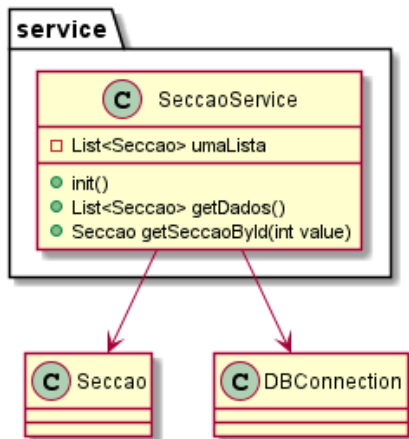 service
C SeccaoService
List<Seccao> umaLista
init()
List<Seccao> getDados()
Seccao getSeccaoById(int value)
C Seccao
C DBConnection